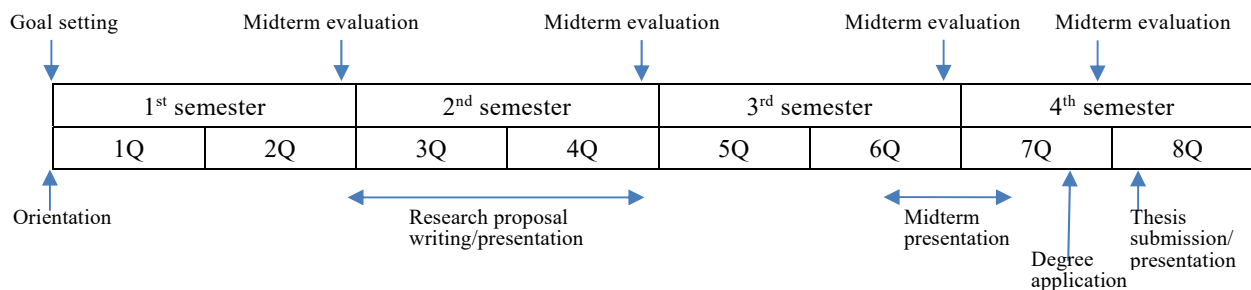 Goal setting Midterm evaluation Midterm evaluation Midterm evaluation Midterm evaluation
1st semester 2nd semester 3rd semester 4th semester
1Q 2Q 3Q 4Q 5Q 6Q 7Q 8Q
Orientation
Research proposal
writing/presentation
Midterm
presentation
Degree
application
Thesis
submission/
presentation